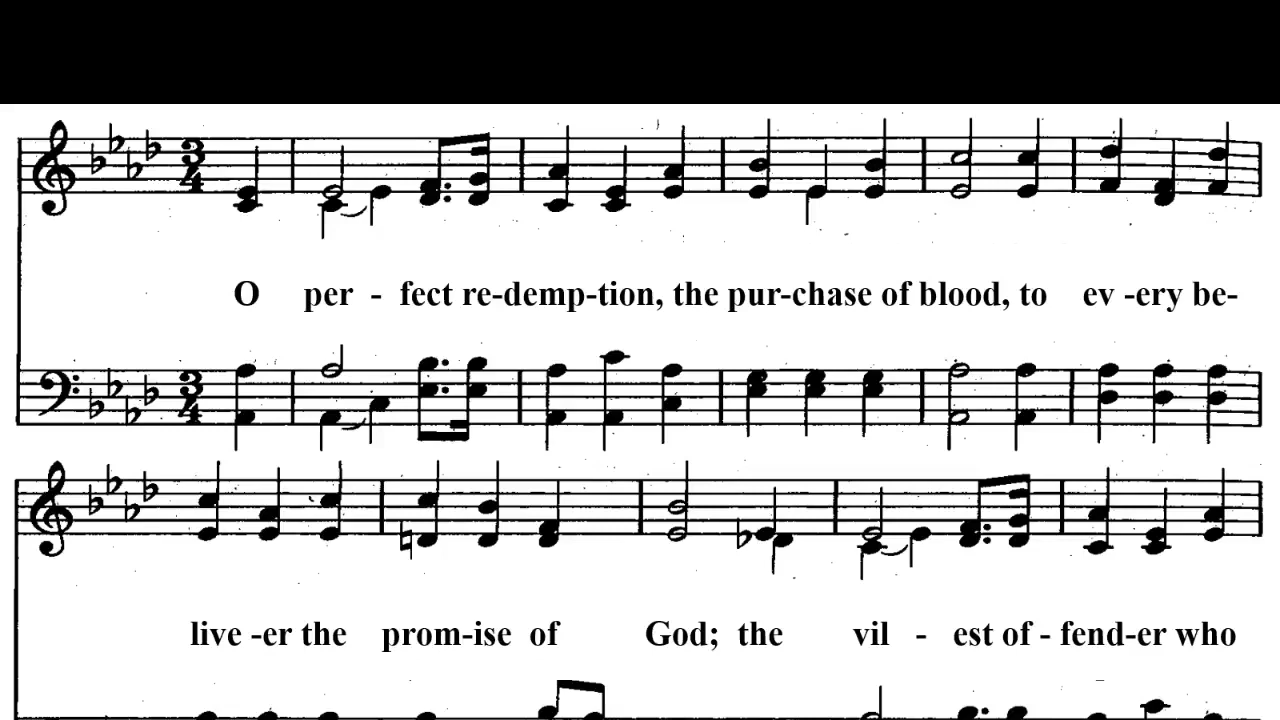 O per - fect re-demp-tion, the pur-chase of blood, to ev -ery be-
live -er the prom-ise of God; the vil - est of - fend-er who